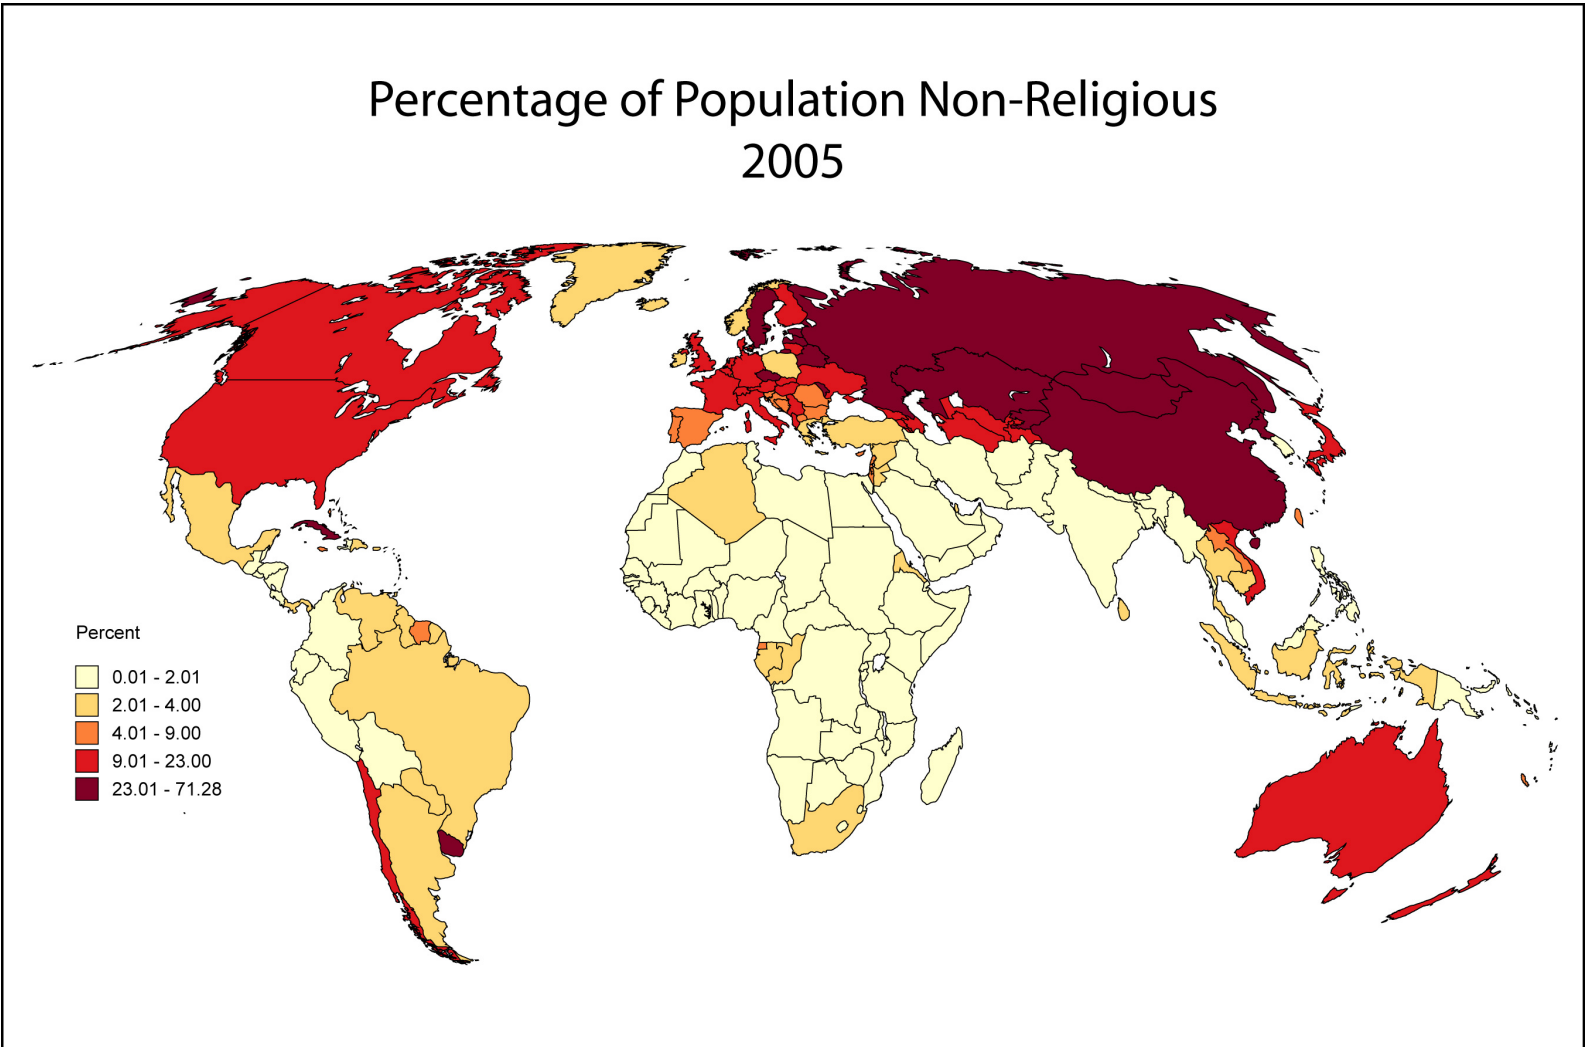 Percentage of Population Non-Religious
2005
Percent
0.01 - 2.01
2.01 - 4.00
4.01 - 9.00
9.01 - 23.00
23.01 - 71.28